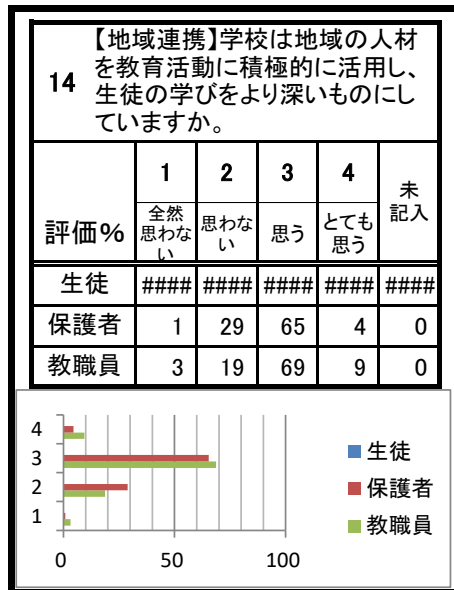 14 【地域連携】学校は地域の人材
を教育活動に積極的に活用し、
生徒の学びをより深いものにし
ていますか。
評価% 1 2 3 4 未記入
全然思わない 思わない 思う とても思う
生徒 #### #### #### #### ####
保護者 1 29 65 4 0
教職員 3 19 69 9 0
4
3
2
1
0 50 100
生徒
保護者
教職員